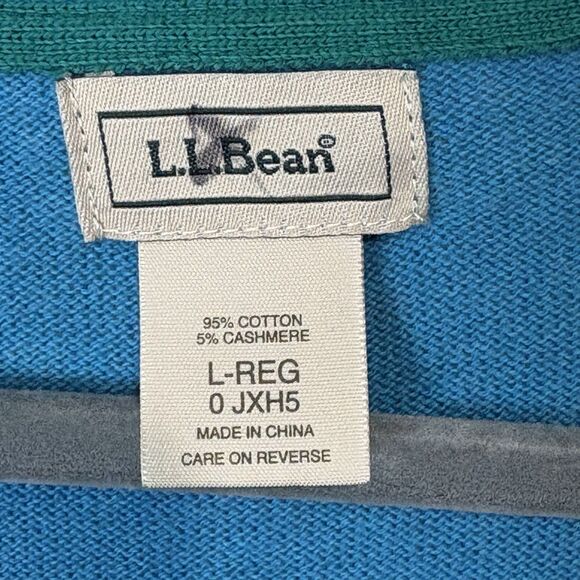 L.L.Bean®
95% COTTON
5% CASHMERE
L-REG
0 JXH5
MADE IN CHINA
CARE ON REVERSE